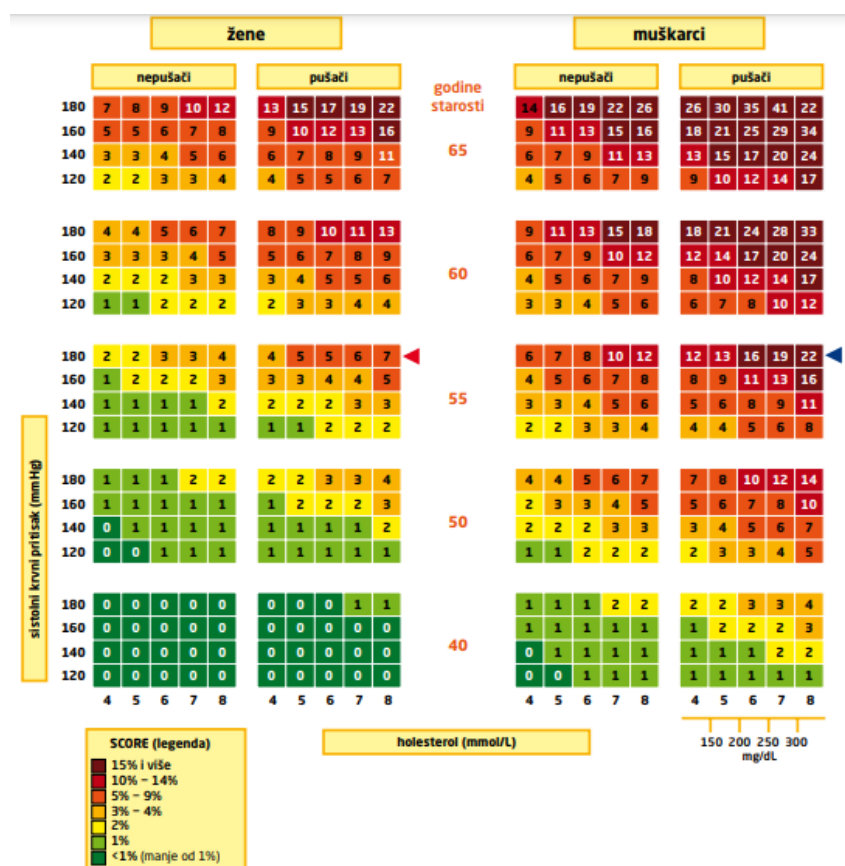 žene muškarci
nepušači pušači godine starosti nepušači pušači
180 7 8 9 10 12 13 15 17 19 22 14 16 19 22 26 26 30 35 41 22
160 5 5 6 7 8 9 10 12 13 16 9 11 13 15 16 18 21 25 29 34
140 3 3 4 5 6 6 7 8 9 11 65 6 7 9 11 13 13 15 17 20 24
120 2 2 3 3 4 4 5 5 6 7 4 5 6 7 9 9 10 12 14 17
180 4 4 5 6 7 8 9 10 11 13 9 11 13 15 18 18 21 24 28 33
160 3 3 3 4 5 5 6 7 8 9 60 6 7 9 10 12 12 14 17 20 24
140 2 2 2 3 3 3 4 5 5 6 4 5 6 7 9 8 10 12 14 17
120 1 1 2 2 2 2 3 3 4 4 3 3 4 5 6 6 7 8 10 12
180 2 2 3 3 4 4 5 5 6 7 6 7 8 10 12 12 13 16 19 22
160 1 2 2 2 3 3 3 4 4 5 4 5 6 7 8 8 9 11 13 16
140 1 1 1 1 2 2 2 2 3 3 55 3 3 4 5 6 5 6 8 9 11
120 1 1 1 1 1 1 1 2 2 2 2 2 3 3 4 4 4 5 6 8
180 1 1 1 2 2 2 2 3 3 4 4 4 5 6 7 7 8 10 12 14
160 1 1 1 1 1 1 2 2 2 3 2 3 3 4 5 5 6 7 8 10
140 0 1 1 1 1 1 1 1 1 2 50 2 2 2 3 3 3 4 5 6 7
120 0 0 1 1 1 1 1 1 1 1 1 1 2 2 2 2 3 3 4 5
180 0 0 0 0 0 0 0 0 1 1 1 1 1 2 2 2 2 3 3 4
160 0 0 0 0 0 0 0 0 0 0 1 1 1 1 1 1 2 2 2 3
140 0 0 0 0 0 0 0 0 0 0 40 0 1 1 1 1 1 1 1 2 2
120 0 0 0 0 0 0 0 0 0 0 0 0 1 1 1 1 1 1 1 1
4 5 6 7 8 4 5 6 7 8 4 5 6 7 8 4 5 6 7 8
sistolni krvni pritisak (mmHg)
holesterol (mmol/L)
150 200 250 300
mg/dL
SCORE (legenda)
15% i više
10% – 14%
5% – 9%
3% – 4%
2%
1%
<1% (manje od 1%)